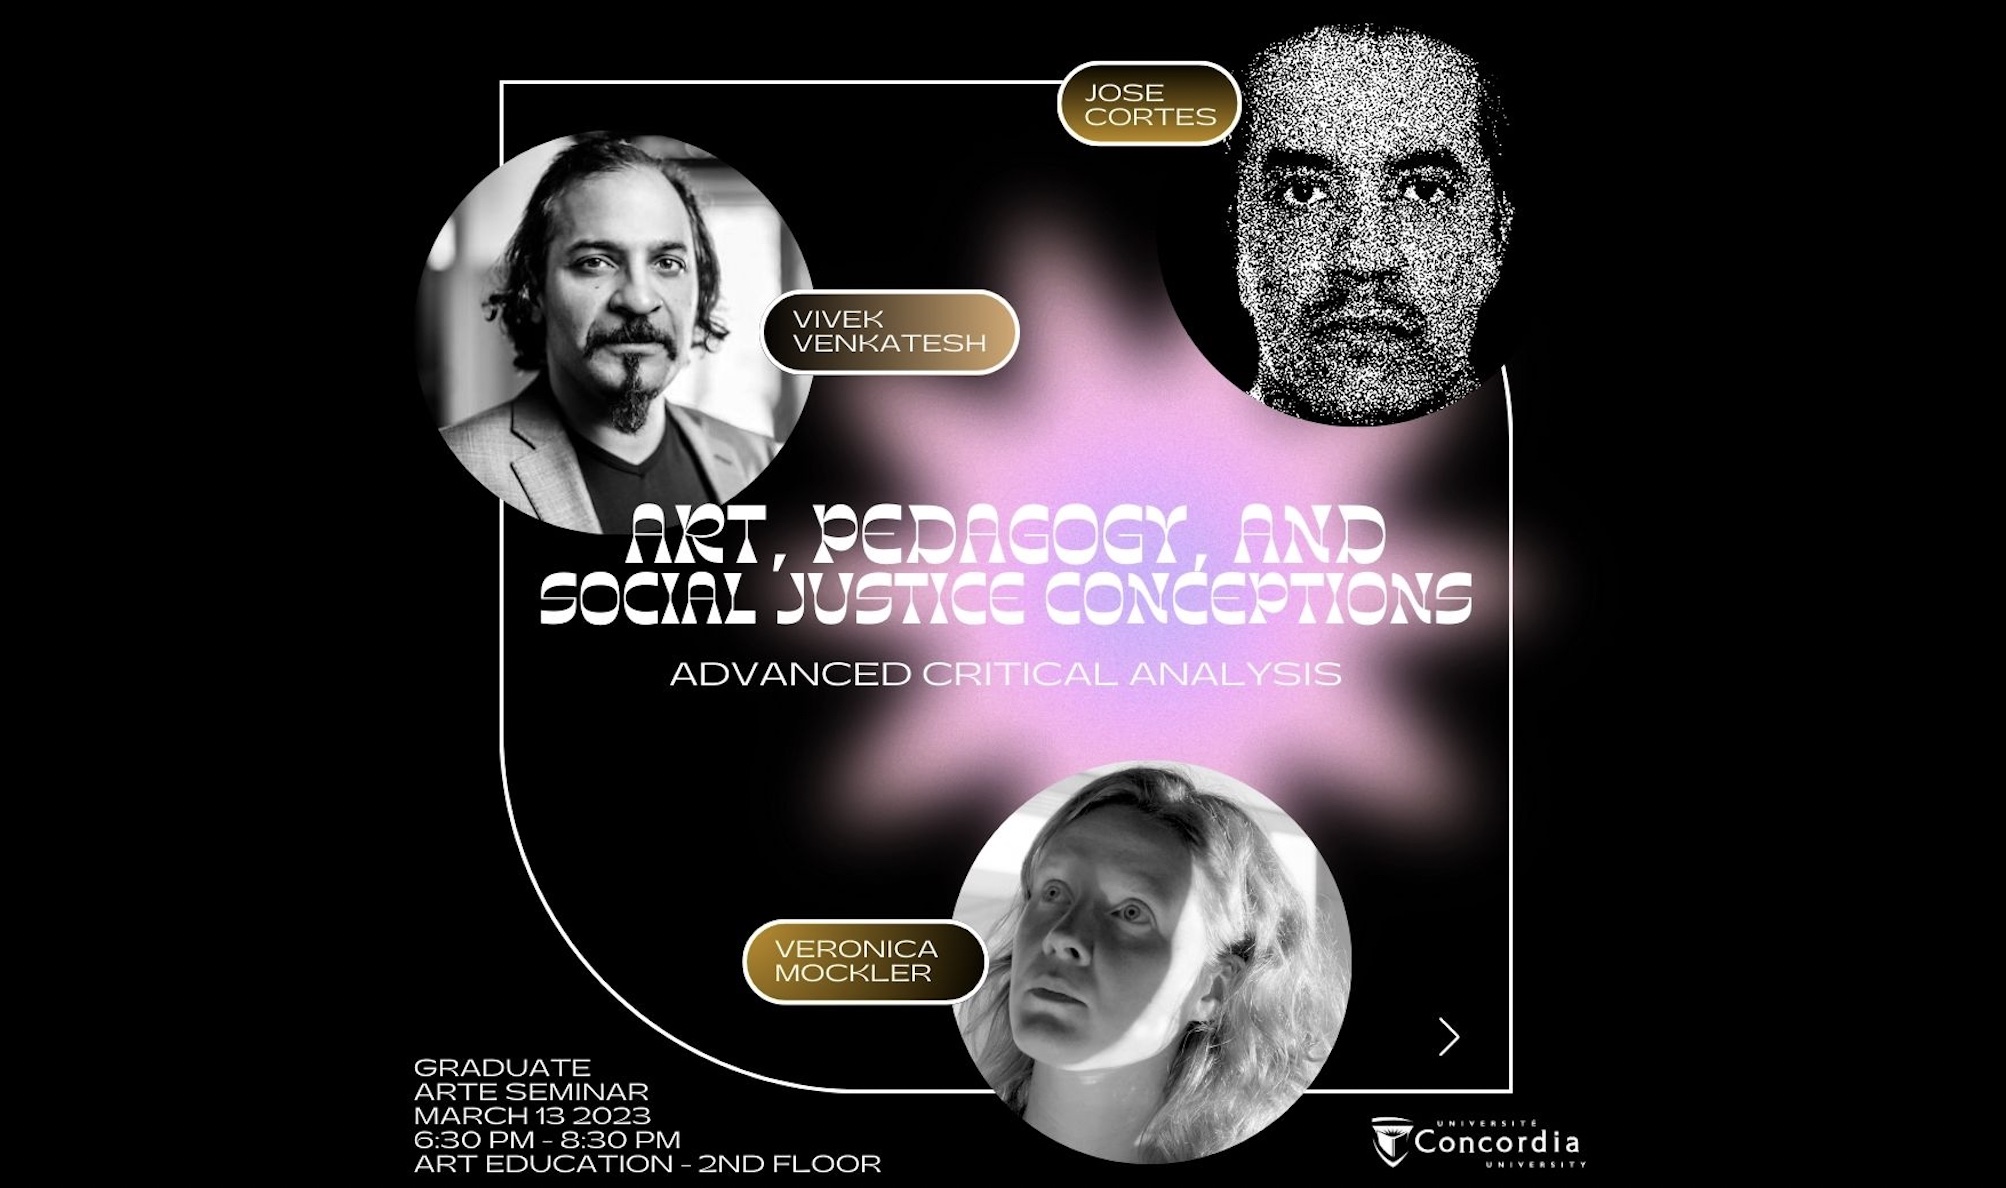 JOSE
CORTES
VIVEK
VENKATESH
ART, PEDAGOGY, AND
SOCIAL JUSTICE CONCEPTIONS
ADVANCED CRITICAL ANALYSIS
VERONICA
MOCKLER
GRADUATE
ARTE SEMINAR
MARCH 13 2023
6:30 PM - 8:30 PM
ART EDUCATION - 2ND FLOOR
UNIVERSITÉ
Concordia
UNIVERSITY